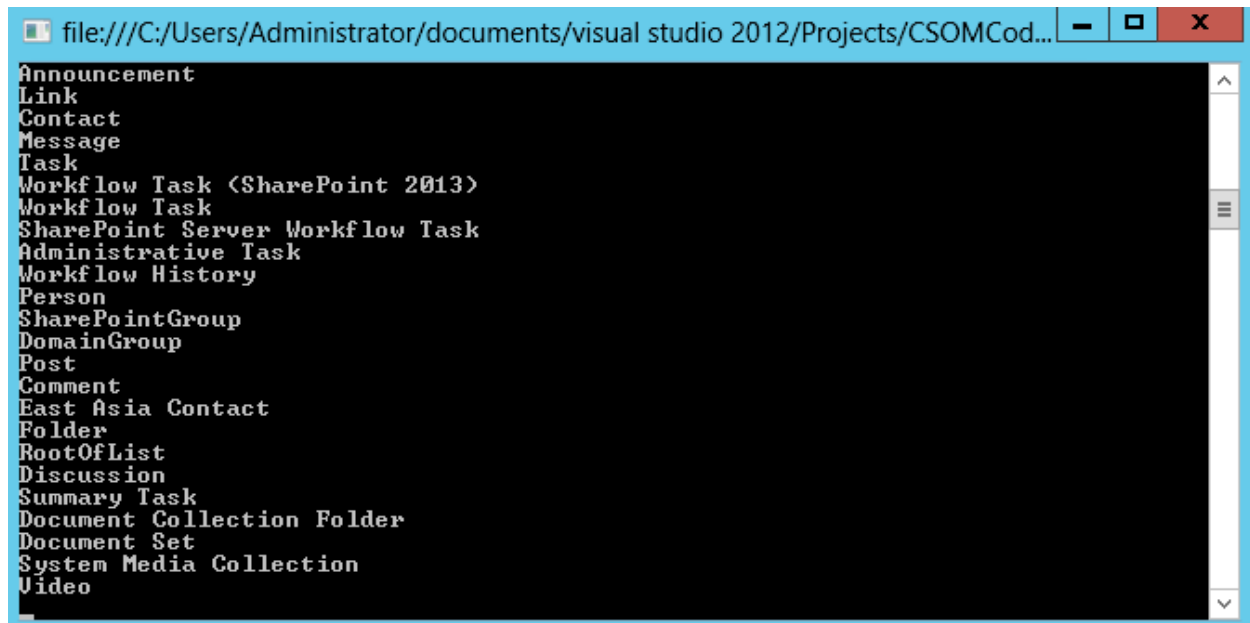 file:///C:/Users/Administrator/documents/visual studio 2012/Projects/CSOMCod...
Announcement
Link
Contact
Message
Task
Workflow Task (SharePoint 2013)
Workflow Task
SharePoint Server Workflow Task
Administrative Task
Workflow History
Person
SharePointGroup
DomainGroup
Post
Comment
East Asia Contact
Folder
RootOfList
Discussion
Summary Task
Document Collection Folder
Document Set
System Media Collection
Video